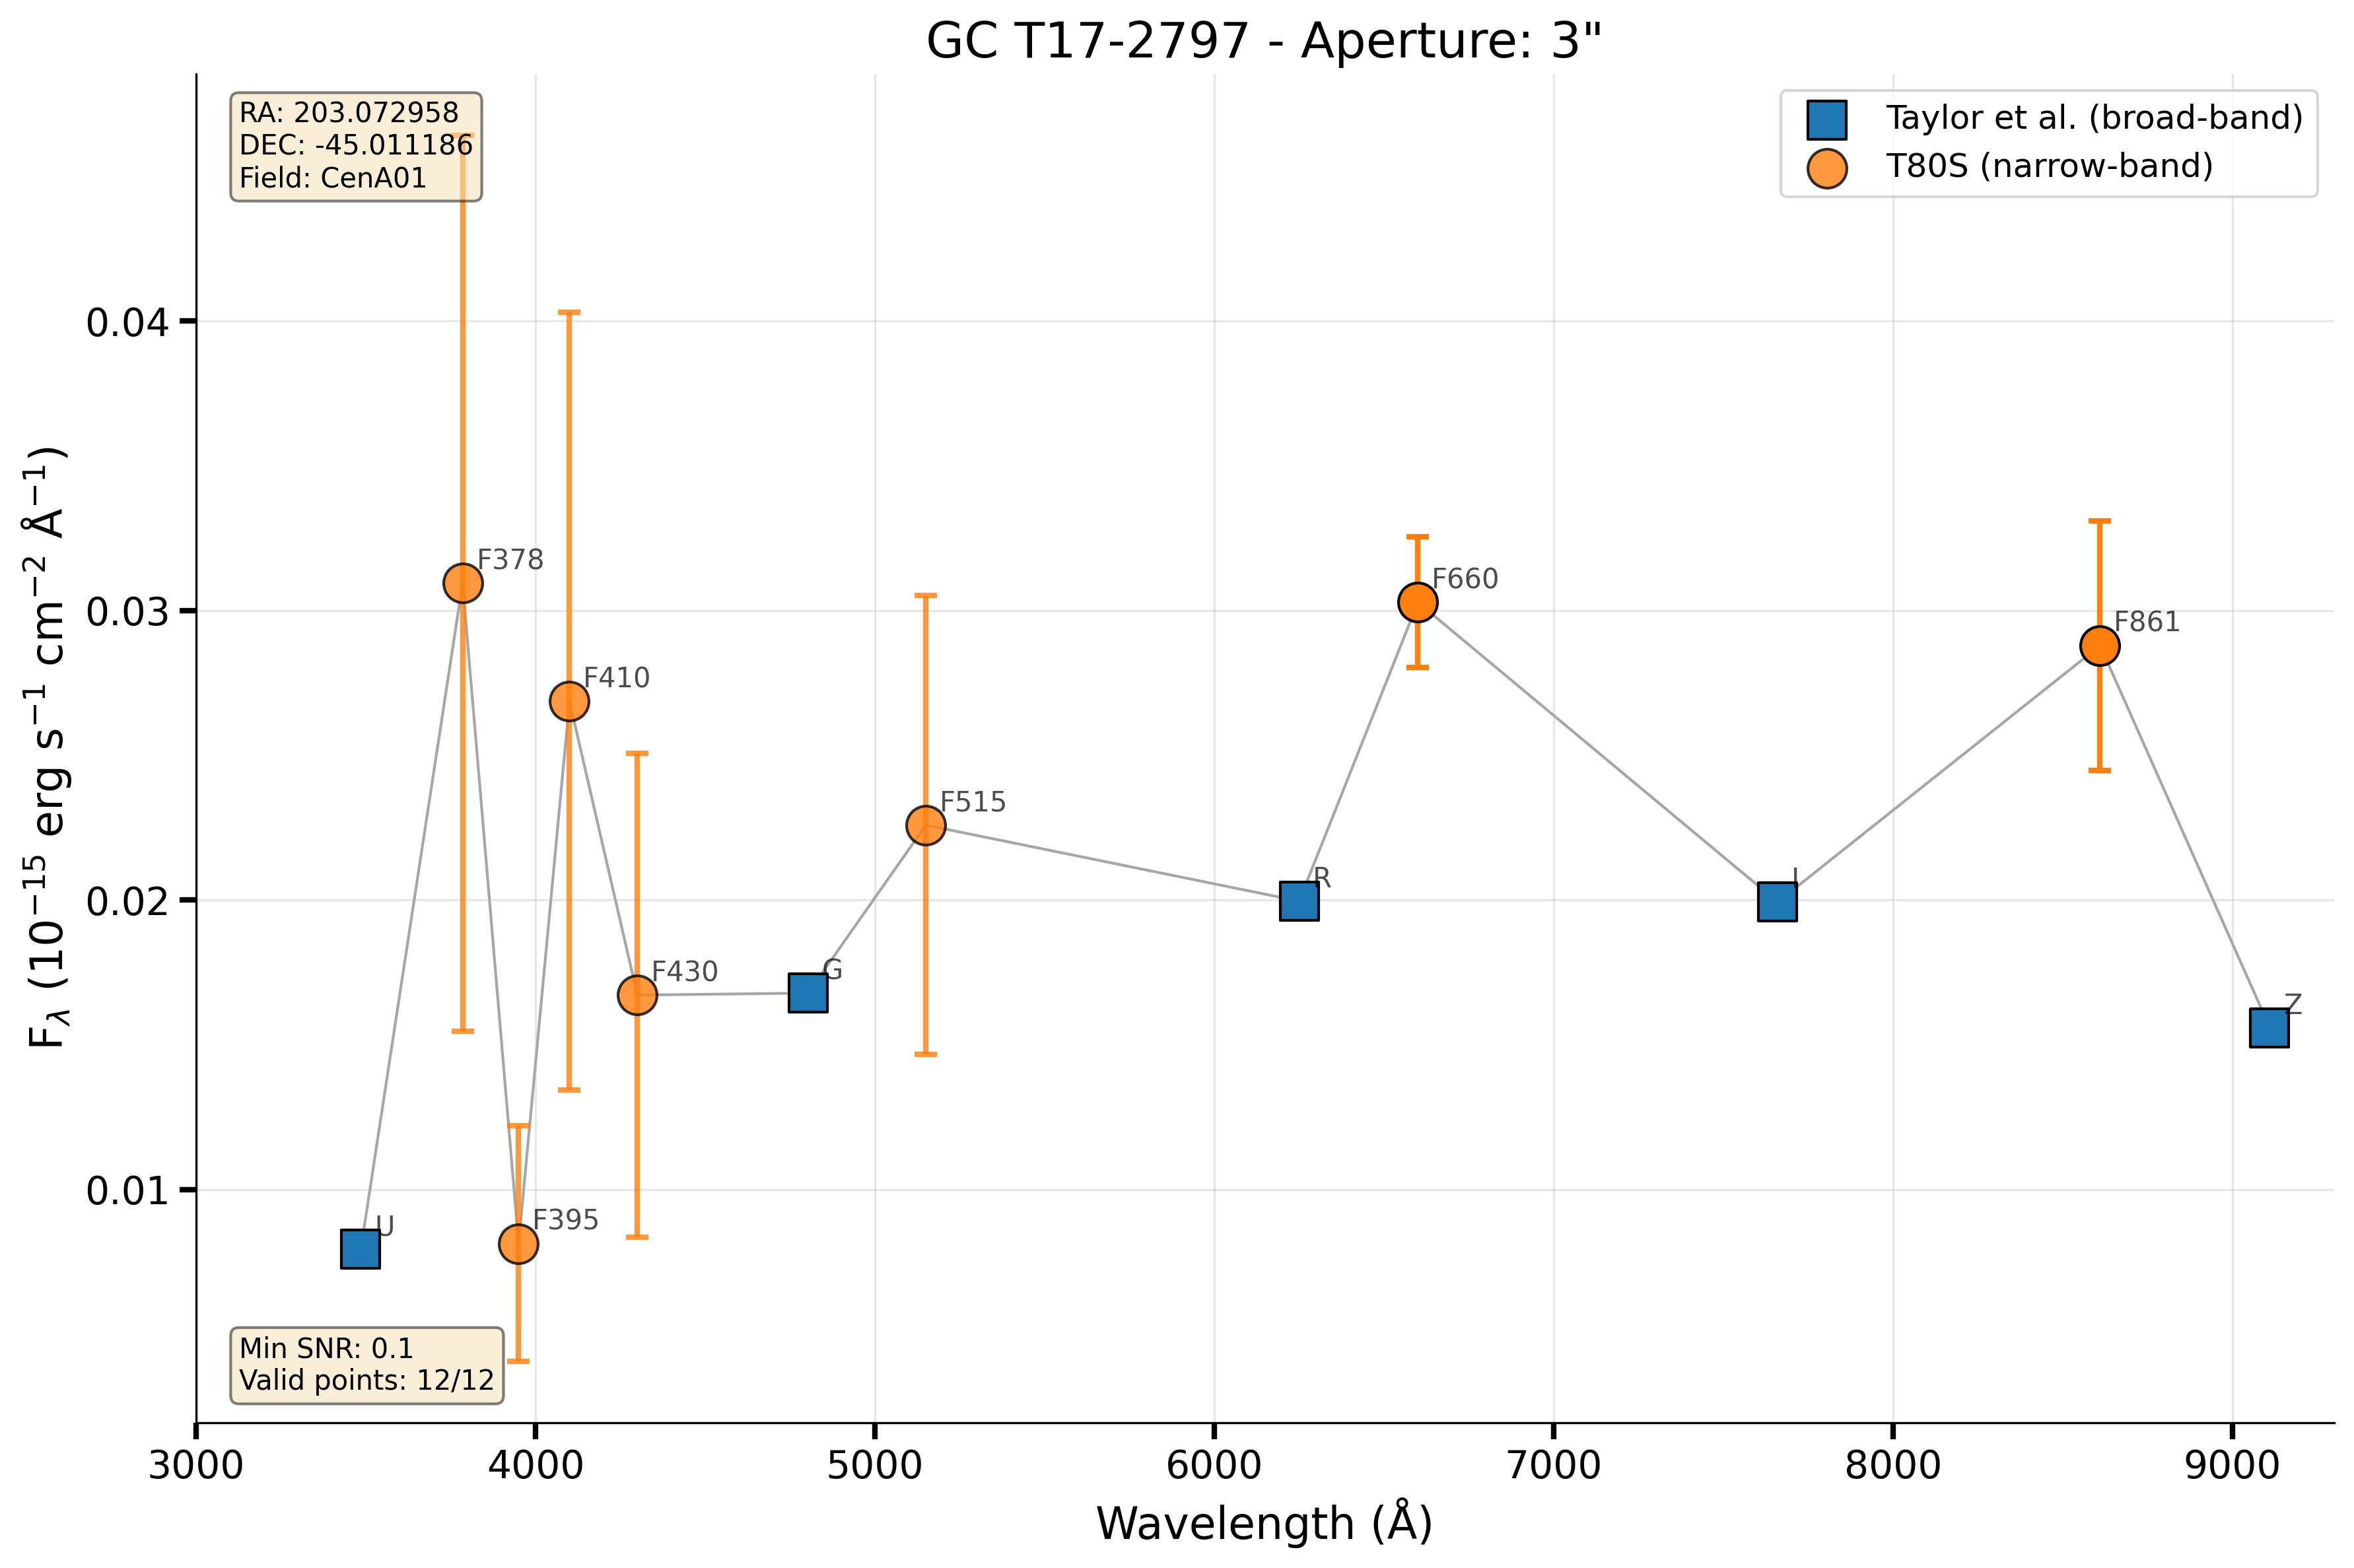 GC T17-2797 - Aperture: 3"
RA: 203.072958
DEC: -45.011186
Field: CenA01
Taylor et al. (broad-band)
T80S (narrow-band)
0.04
0.03
0.02
0.01
F378
F410
F660
F861
F515
R
I
F430
G
Z
F395
U
Min SNR: 0.1
Valid points: 12/12
3000 4000 5000 6000 7000 8000 9000
Wavelength (Å)
F_λ (10⁻¹⁵ erg s⁻¹ cm⁻² Å⁻¹)